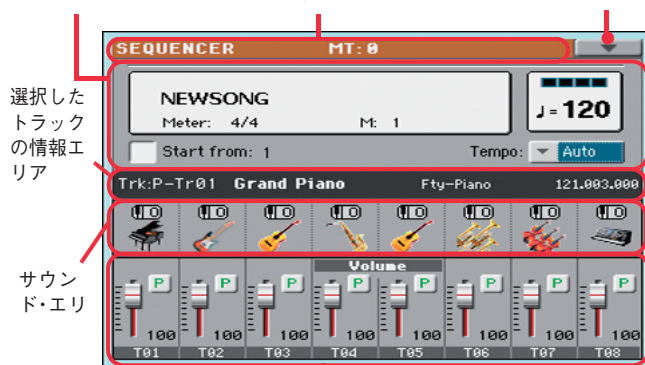 SEQUENCER MT: 0
NEWSONG
Meter: 4/4 M: 1
♩= 120
Start from: 1 Tempo: Auto
選択した
トラック
の情報エ
リア
Trk:P-Tr01 Grand Piano Fty-Piano 121.003.000
サウン
ド・エリ
Volume
P P P P P P P P
100 100 100 100 100 100 100 100
T01 T02 T03 T04 T05 T06 T07 T08